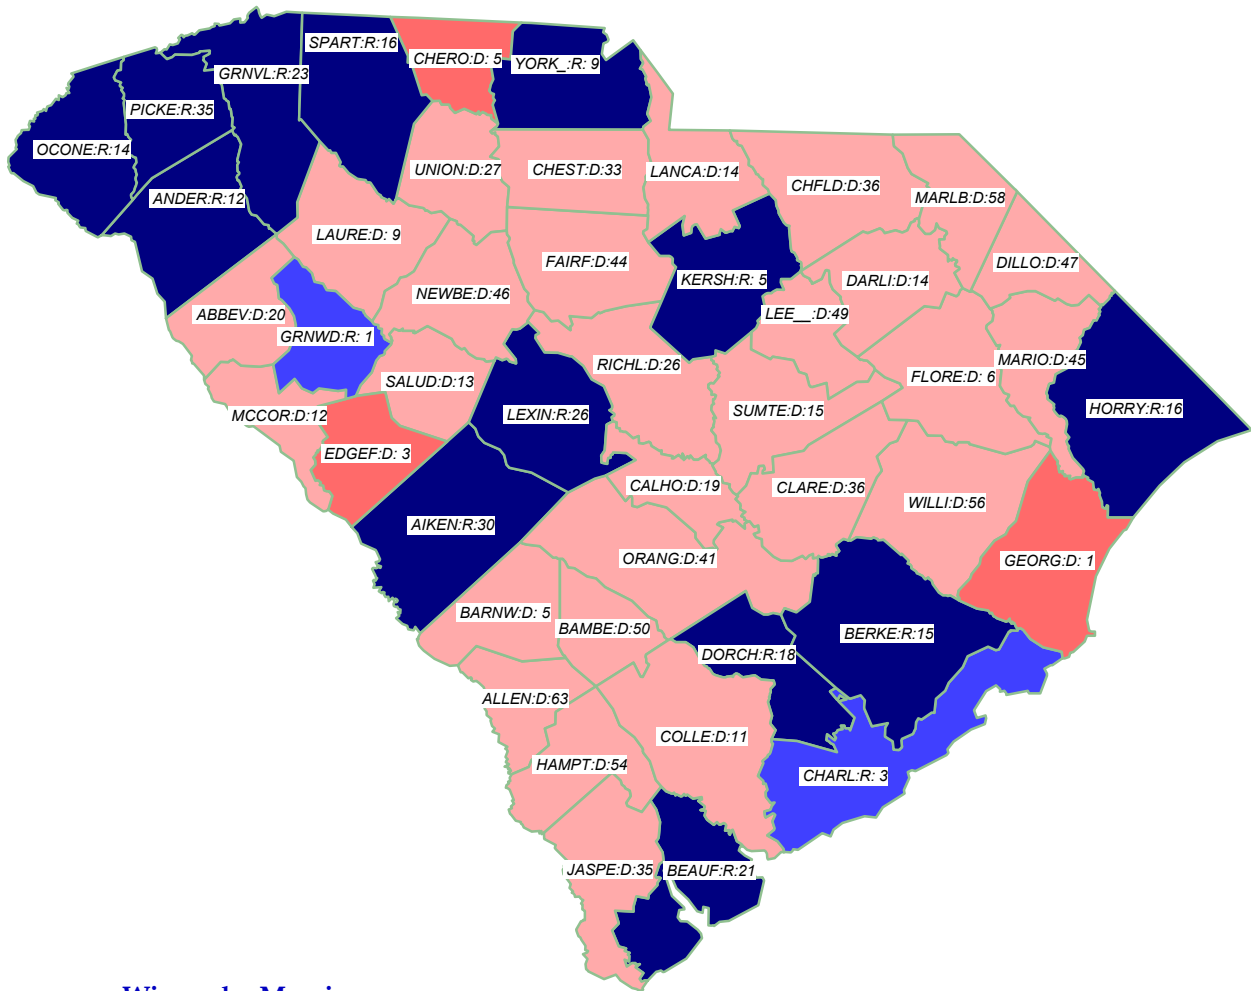 SPART:R:16
CHERO:D: 5
YORK_:R: 9
GRNVL:R:23
PICKE:R:35
OCONE:R:14
ANDER:R:12
UNION:D:27
CHEST:D:33
LANCA:D:14
CHFLD:D:36
MARLB:D:58
LAURE:D: 9
FAIRF:D:44
DILLO:D:47
KERSH:R: 5
DARLI:D:14
NEWBE:D:46
ABBEV:D:20
LEE__:D:49
GRNWD:R: 1
RICHL:D:26
MARIO:D:45
SALUD:D:13
FLORE:D: 6
MCCOR:D:12
LEXIN:R:26
SUMTE:D:15
HORRY:R:16
EDGEF:D: 3
CALHO:D:19
CLARE:D:36
WILLI:D:56
AIKEN:R:30
ORANG:D:41
GEORG:D: 1
BARNW:D: 5
BAMBE:D:50
BERKE:R:15
DORCH:R:18
ALLEN:D:63
COLLE:D:11
HAMPT:D:54
CHARL:R: 3
JASPE:D:35
BEAUF:R:21